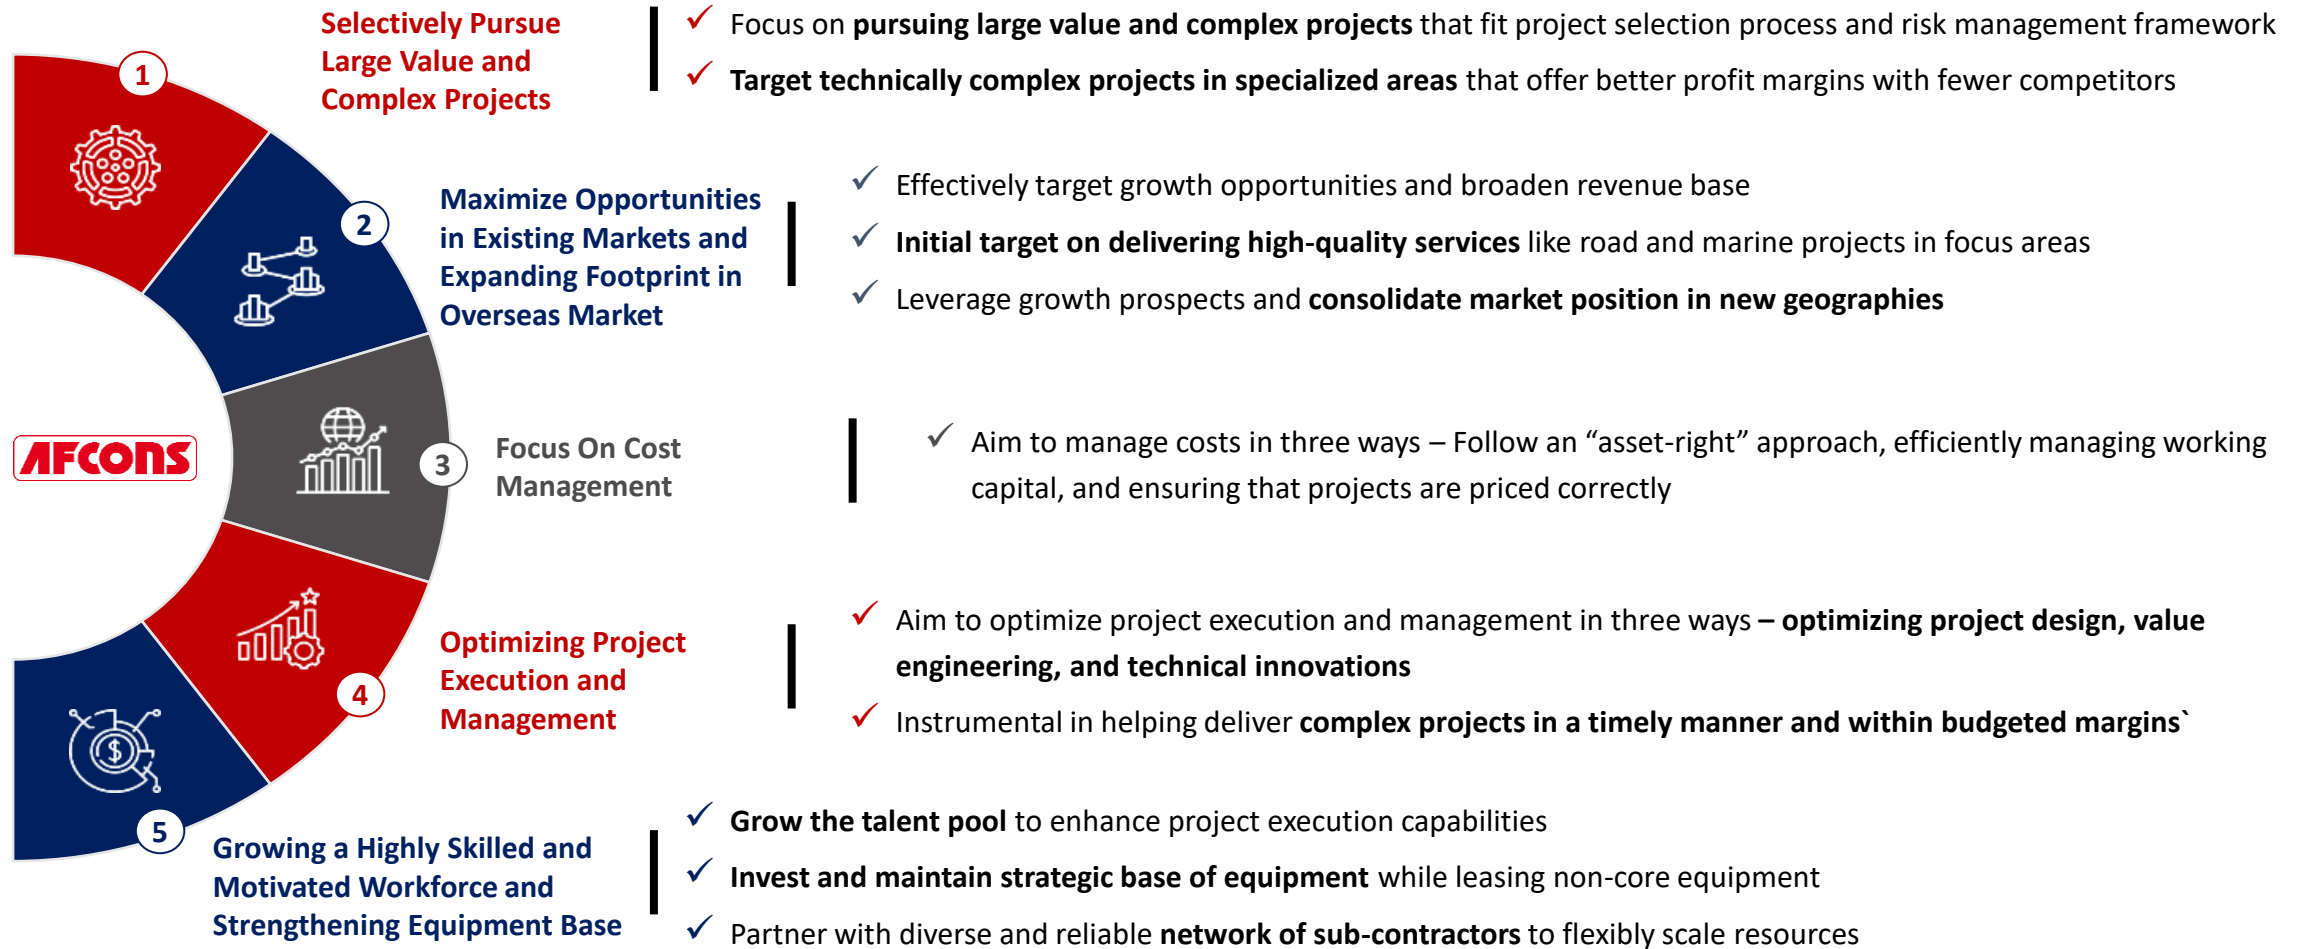 AFCONS
1
Selectively Pursue
Large Value and
Complex Projects
✓ Focus on pursuing large value and complex projects that fit project selection process and risk management framework
✓ Target technically complex projects in specialized areas that offer better profit margins with fewer competitors
2
Maximize Opportunities
in Existing Markets and
Expanding Footprint in
Overseas Market
✓ Effectively target growth opportunities and broaden revenue base
✓ Initial target on delivering high-quality services like road and marine projects in focus areas
✓ Leverage growth prospects and consolidate market position in new geographies
3
Focus On Cost
Management
✓ Aim to manage costs in three ways – Follow an “asset-right” approach, efficiently managing working
capital, and ensuring that projects are priced correctly
4
Optimizing Project
Execution and
Management
✓ Aim to optimize project execution and management in three ways – optimizing project design, value
engineering, and technical innovations
✓ Instrumental in helping deliver complex projects in a timely manner and within budgeted margins`
$
5
Growing a Highly Skilled and
Motivated Workforce and
Strengthening Equipment Base
✓ Grow the talent pool to enhance project execution capabilities
✓ Invest and maintain strategic base of equipment while leasing non-core equipment
✓ Partner with diverse and reliable network of sub-contractors to flexibly scale resources